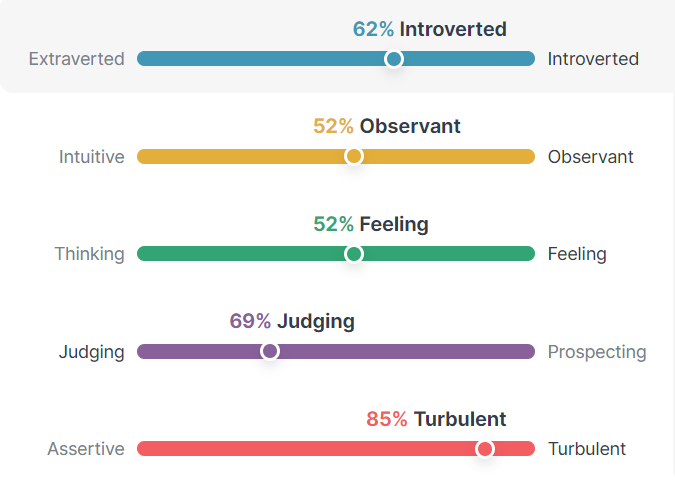 62% Introverted
Extraverted Introverted
52% Observant
Intuitive Observant
52% Feeling
Thinking Feeling
69% Judging
Judging Prospecting
85% Turbulent
Assertive Turbulent